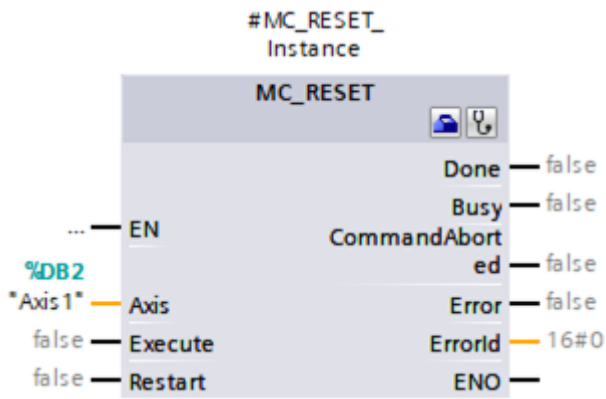 #MC_RESET_
Instance
MC_RESET
Done false
Busy false
... EN
CommandAbort
ed false
%DB2
"Axis1" Axis
Error false
false Execute
ErrorId 16#0
false Restart
ENO